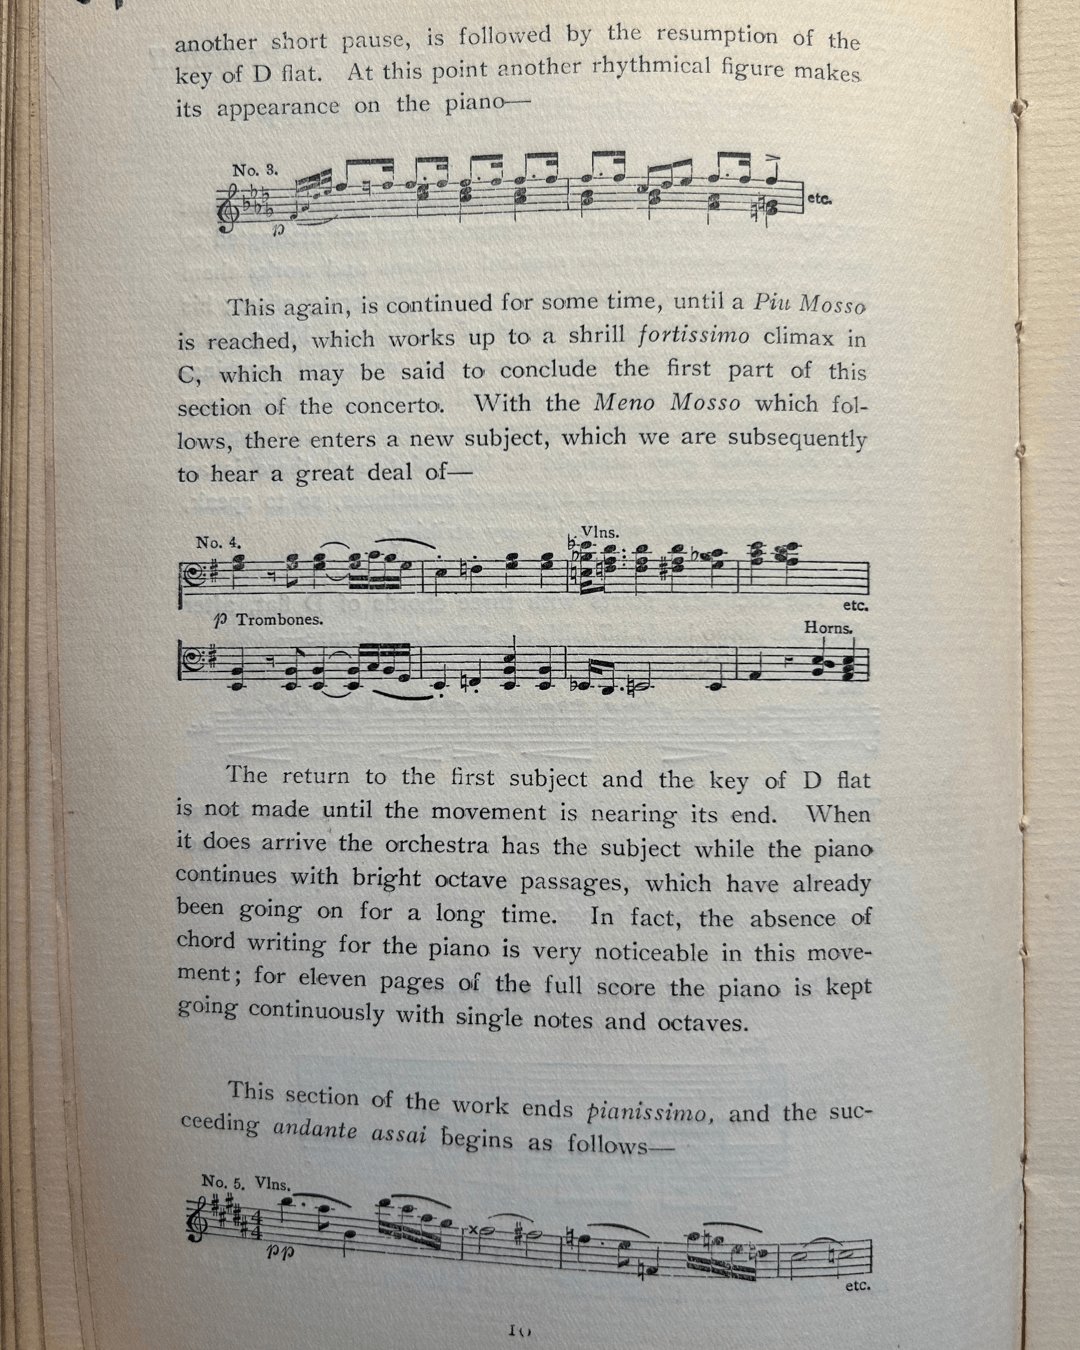 another short pause, is followed by the resumption of the
key of D flat. At this point another rhythmical figure makes
its appearance on the piano—
No. 3.
p
etc.
This again, is continued for some time, until a Piu Mosso
is reached, which works up to a shrill fortissimo climax in
C, which may be said to conclude the first part of this
section of the concerto. With the Meno Mosso which fol-
lows, there enters a new subject, which we are subsequently
to hear a great deal of—
No. 4.
Vlns.
etc.
p Trombones.
Horns.
The return to the first subject and the key of D flat
is not made until the movement is nearing its end. When
it does arrive the orchestra has the subject while the piano
continues with bright octave passages, which have already
been going on for a long time. In fact, the absence of
chord writing for the piano is very noticeable in this move-
ment; for eleven pages of the full score the piano is kept
going continuously with single notes and octaves.
This section of the work ends pianissimo, and the suc-
ceeding andante assai begins as follows—
No. 5. Vlns.
4
4
pp
etc.